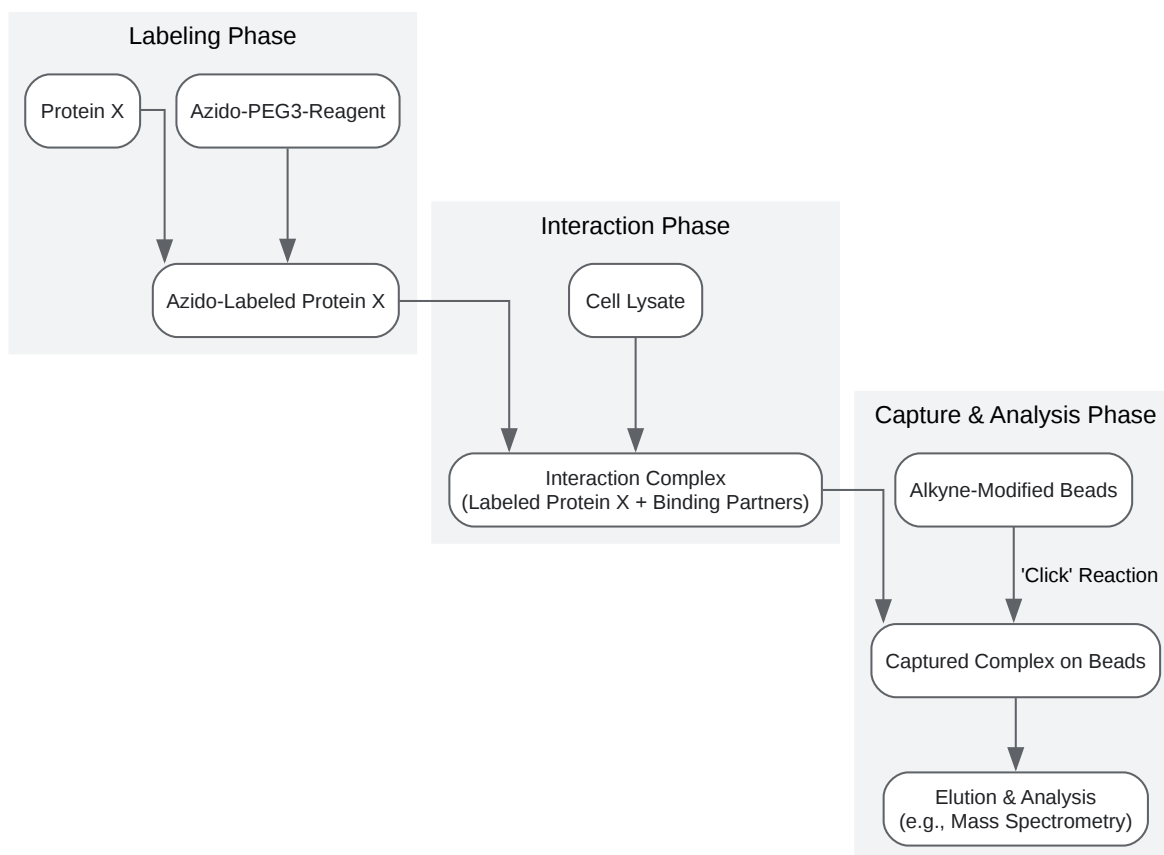 Labeling Phase
Protein X
Azido-PEG3-Reagent
Azido-Labeled Protein X
Interaction Phase
Cell Lysate
Interaction Complex
(Labeled Protein X + Binding Partners)
Capture & Analysis Phase
Alkyne-Modified Beads
'Click' Reaction
Captured Complex on Beads
Elution & Analysis
(e.g., Mass Spectrometry)